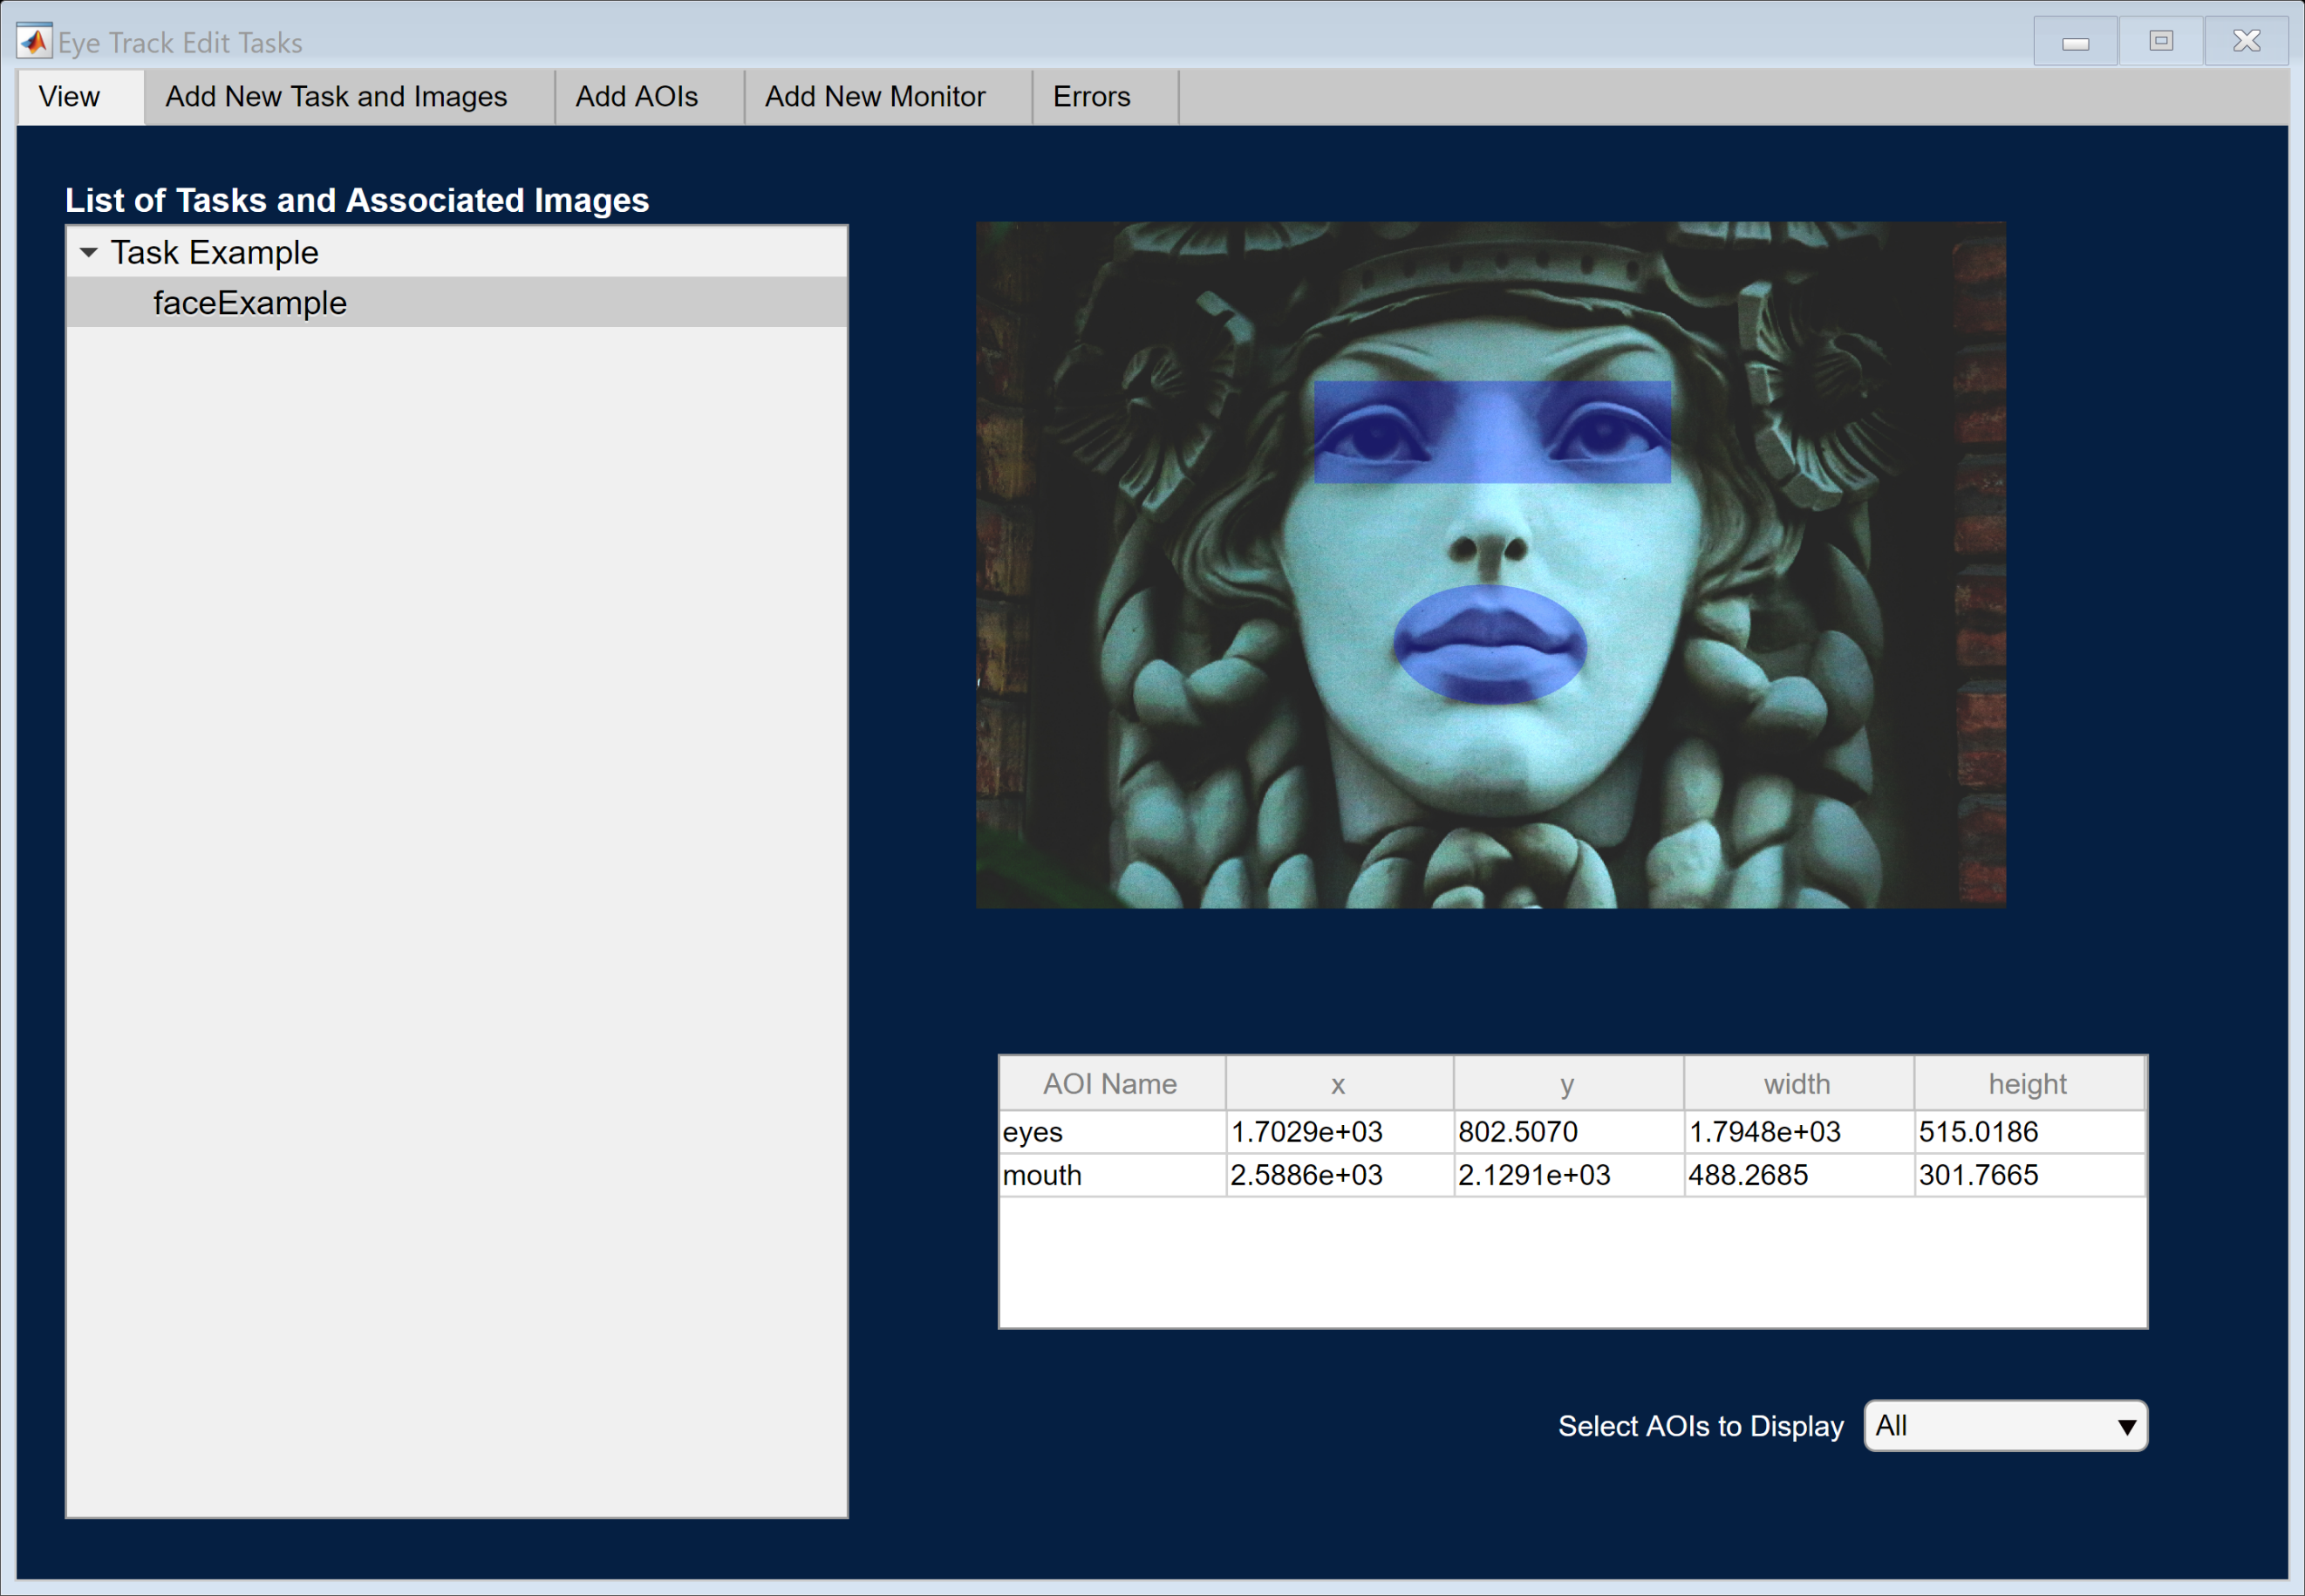 Eye Track Edit Tasks
View Add New Task and Images Add AOIs Add New Monitor Errors
List of Tasks and Associated Images
Task Example
faceExample
AOI Name x y width height
eyes 1.7029e+03 802.5070 1.7948e+03 515.0186
mouth 2.5886e+03 2.1291e+03 488.2685 301.7665
Select AOIs to Display All